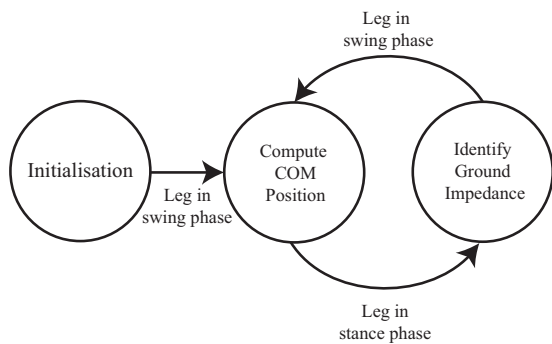 Leg in
swing phase
Initialisation
Leg in
swing phase
Compute
COM
Position
Identify
Ground
Impedance
Leg in
stance phase